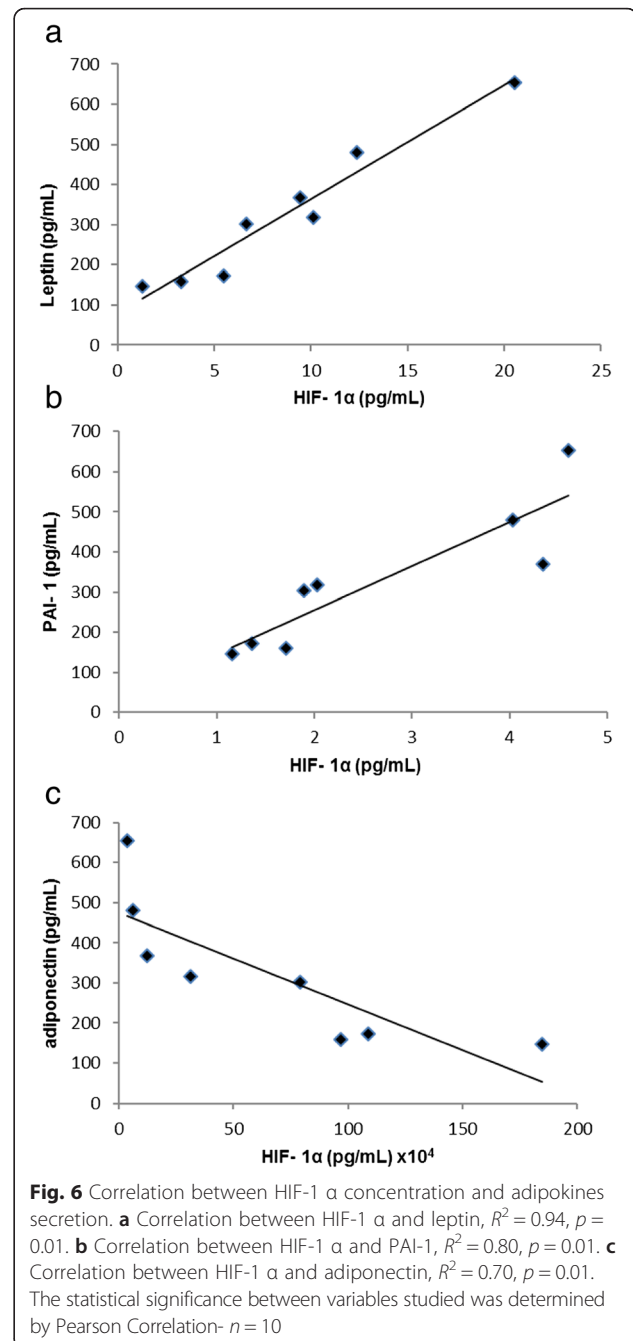 a
700
600
500
400
300
200
100
0
Leptin (pg/mL)
0 5 10 15 20 25
HIF- 1α (pg/mL)
b
700
600
500
400
300
200
100
0
PAI- 1 (pg/mL)
0 1 2 3 4 5
HIF- 1α (pg/mL)
c
700
600
500
400
300
200
100
0
adiponectin (pg/mL)
0 50 100 150 200
HIF- 1α (pg/mL) x10⁴
Fig. 6 Correlation between HIF-1 α concentration and adipokines
secretion. a Correlation between HIF-1 α and leptin, R² = 0.94, p =
0.01. b Correlation between HIF-1 α and PAI-1, R² = 0.80, p = 0.01. c
Correlation between HIF-1 α and adiponectin, R² = 0.70, p = 0.01.
The statistical significance between variables studied was determined
by Pearson Correlation- n = 10